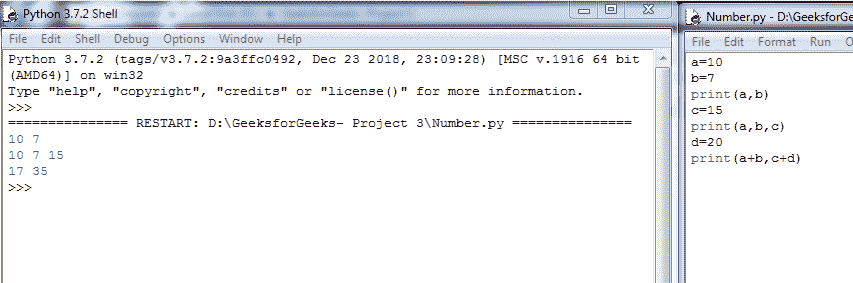 Python 3.7.2 Shell
File Edit Shell Debug Options Window Help
Python 3.7.2 (tags/v3.7.2:9a3ffc0492, Dec 23 2018, 23:09:28) [MSC v.1916 64 bit
(AMD64)] on win32
Type "help", "copyright", "credits" or "license()" for more information.
>>>
=============== RESTART: D:\GeeksforGeeks- Project 3\Number.py ===============
10 7
10 7 15
17 35
>>>
Number.py - D:\GeeksforGe
File Edit Format Run O
a=10
b=7
print(a,b)
c=15
print(a,b,c)
d=20
print(a+b,c+d)